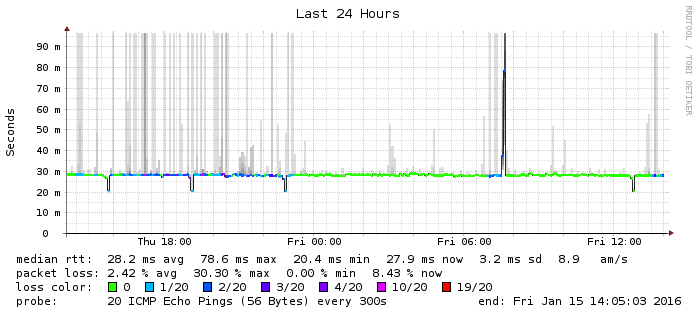 Last 24 Hours
RRDTOOL / TOBI OETIKER
Seconds
90 m
80 m
70 m
60 m
50 m
40 m
30 m
20 m
10 m
0
Thu 18:00 Fri 00:00 Fri 06:00 Fri 12:00
median rtt: 28.2 ms avg 78.6 ms max 20.4 ms min 27.9 ms now 3.2 ms sd 8.9 am/s
packet loss: 2.42 % avg 30.30 % max 0.00 % min 8.43 % now
loss color: 0 1/20 2/20 3/20 4/20 10/20 19/20
probe: 20 ICMP Echo Pings (56 Bytes) every 300s end: Fri Jan 15 14:05:03 2016